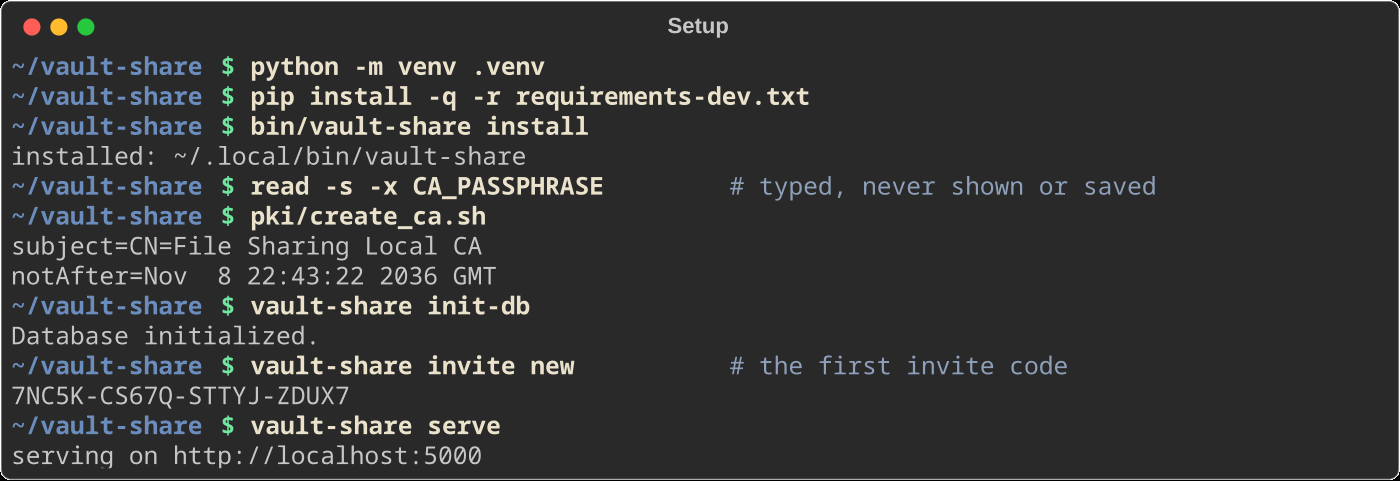 Setup
~/vault-share $ python -m venv .venv
~/vault-share $ pip install -q -r requirements-dev.txt
~/vault-share $ bin/vault-share install
installed: ~/.local/bin/vault-share
~/vault-share $ read -s -x CA_PASSPHRASE # typed, never shown or saved
~/vault-share $ pki/create_ca.sh
subject=CN=File Sharing Local CA
notAfter=Nov  8 22:43:22 2036 GMT
~/vault-share $ vault-share init-db
Database initialized.
~/vault-share $ vault-share invite new # the first invite code
7NC5K-CS67Q-STTYJ-ZDUX7
~/vault-share $ vault-share serve
serving on http://localhost:5000